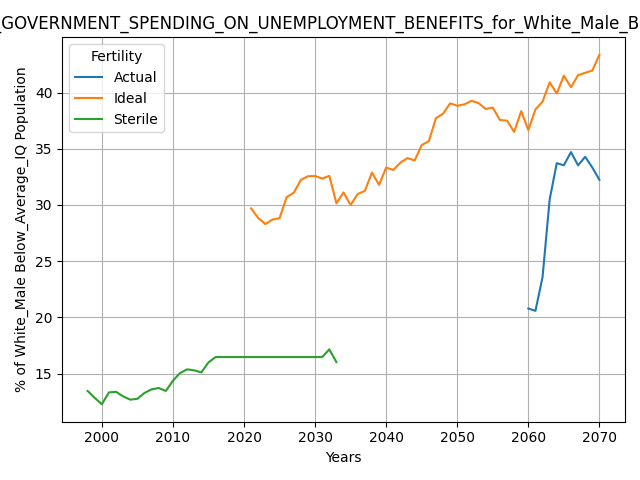 _GOVERNMENT_SPENDING_ON_UNEMPLOYMENT_BENEFITS_for_White_Male_B
Fertility
Actual
Ideal
Sterile
% of White_Male Below_Average_IQ Population
40
35
30
25
20
15
2000 2010 2020 2030 2040 2050 2060 2070
Years